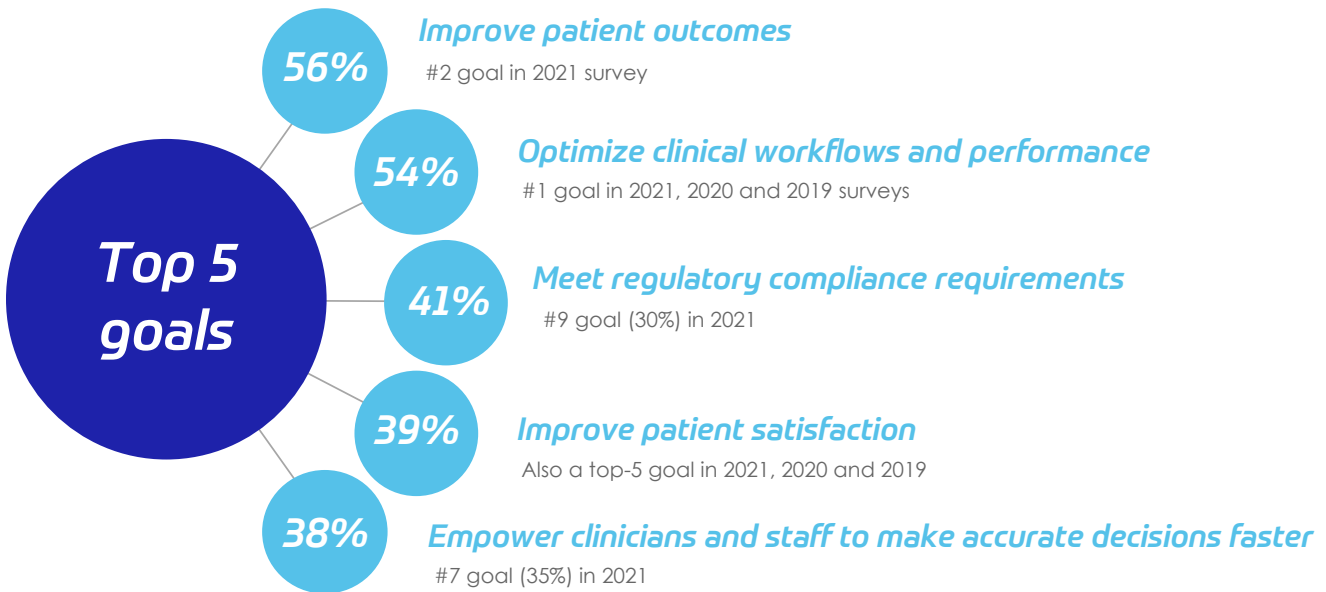 56%
Improve patient outcomes
#2 goal in 2021 survey
54%
Optimize clinical workflows and performance
#1 goal in 2021, 2020 and 2019 surveys
Top 5
goals
41%
Meet regulatory compliance requirements
#9 goal (30%) in 2021
39%
Improve patient satisfaction
Also a top-5 goal in 2021, 2020 and 2019
38%
Empower clinicians and staff to make accurate decisions faster
#7 goal (35%) in 2021